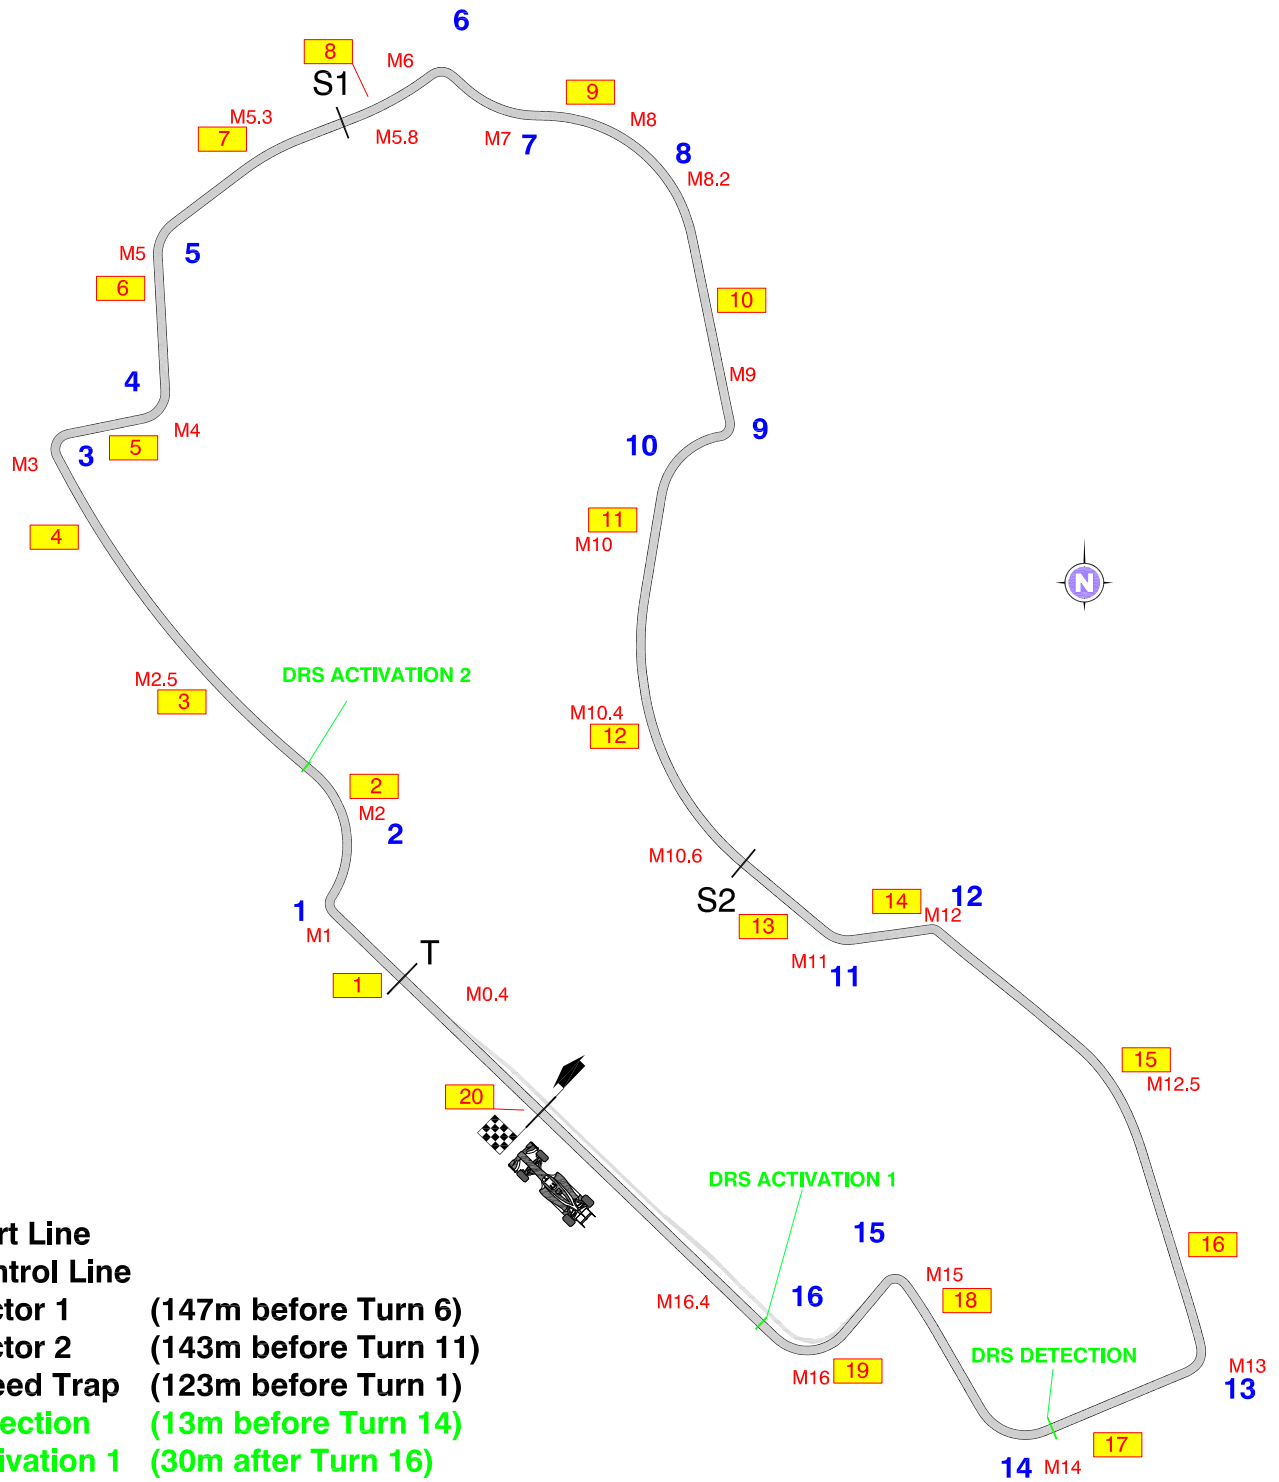 6
8
M6
S1
9
M5.3
M8
7
M5.8
M7
7
8
M8.2
M5
5
6
10
4
M9
M4
9
3
5
10
M3
11
4
M10
N
DRS ACTIVATION 2
M2.5
3
M10.4
12
2
M2
2
M10.6
S2
14
12
M12
1
13
M1
T
M11
11
1
M0.4
15
M12.5
20
DRS ACTIVATION 1
15
16
rt Line
ntrol Line
M15
16
18
M16.4
ctor 1 (147m before Turn 6)
ctor 2 (143m before Turn 11)
DRS DETECTION
M13
M16
19
13
eed Trap (123m before Turn 1)
ection (13m before Turn 14)
17
14
M14
ivation 1 (30m after Turn 16)